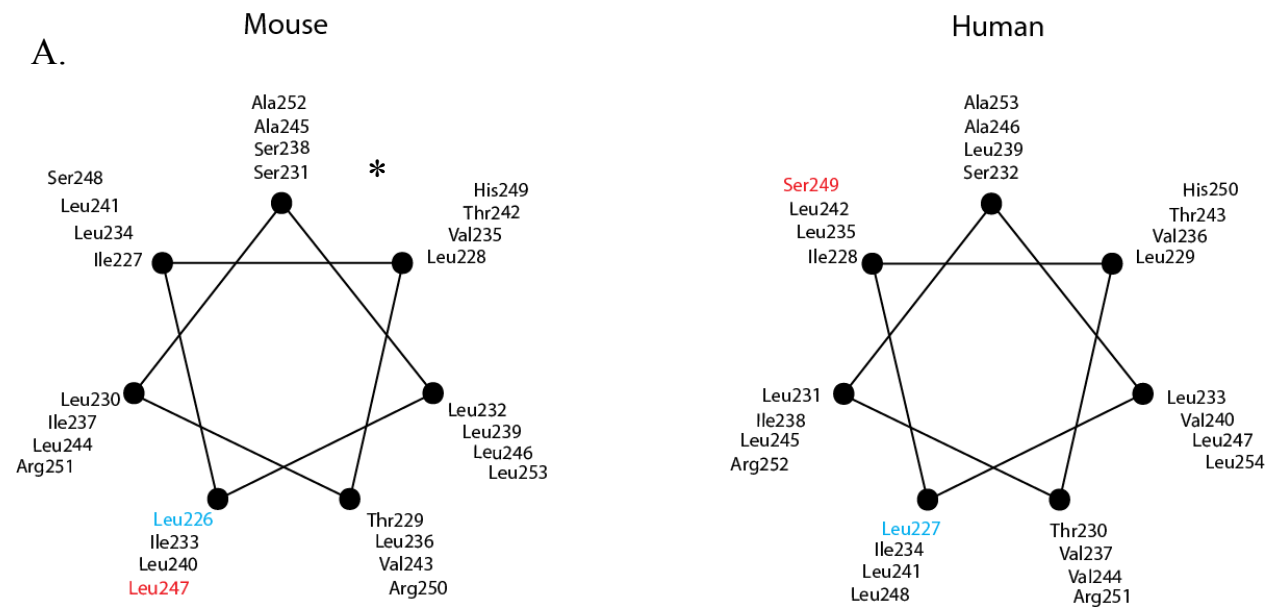 Mouse
Human
A.
Ala252
Ala245
Ser238
Ser231
*
Ser248
Leu241
Leu234
Ile227
His249
Thr242
Val235
Leu228
Leu230
Ile237
Leu244
Arg251
Leu232
Leu239
Leu246
Leu253
Leu226
Ile233
Leu240
Leu247
Thr229
Leu236
Val243
Arg250
Ala253
Ala246
Leu239
Ser232
Ser249
Leu242
Leu235
Ile228
His250
Thr243
Val236
Leu229
Leu231
Ile238
Leu245
Arg252
Leu233
Val240
Leu247
Leu254
Leu227
Ile234
Leu241
Leu248
Thr230
Val237
Val244
Arg251